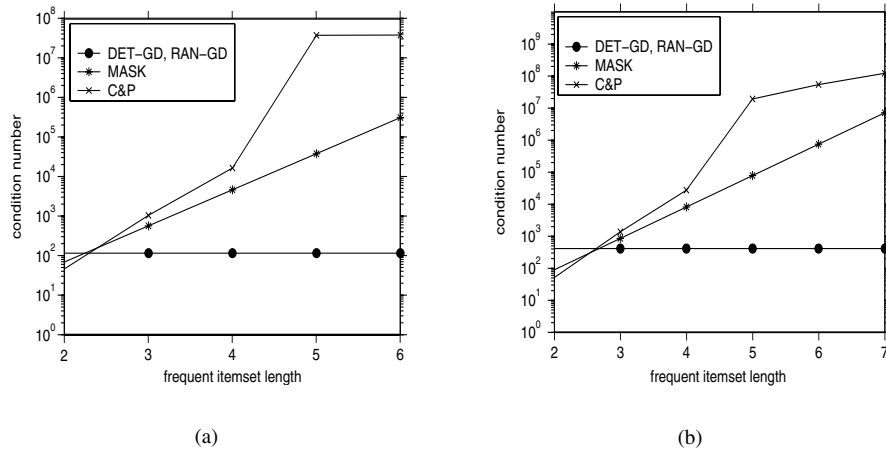 10^8
10^7
10^6
10^5
10^4
10^3
10^2
10^1
10^0
condition number
DET−GD, RAN−GD
MASK
C&P
2 3 4 5 6
frequent itemset length
(a)
10^9
10^8
10^7
10^6
10^5
10^4
10^3
10^2
10^1
10^0
condition number
DET−GD, RAN−GD
MASK
C&P
2 3 4 5 6 7
frequent itemset length
(b)